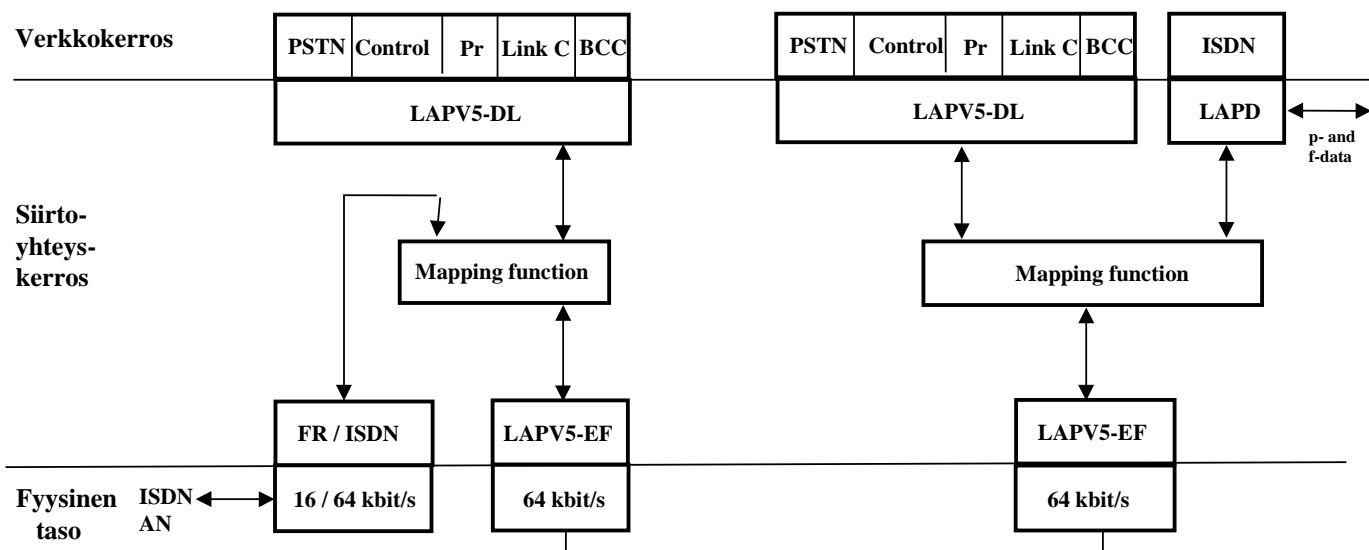 Verkkokerros
PSTN Control Pr Link C BCC
PSTN Control Pr Link C BCC
ISDN
LAPV5-DL
LAPV5-DL
LAPD
p- and
f-data
Siirto-
yhteys-
kerros
Mapping function
Mapping function
FR / ISDN
LAPV5-EF
LAPV5-EF
Fyysinen
taso
ISDN
AN
16 / 64 kbit/s
64 kbit/s
64 kbit/s